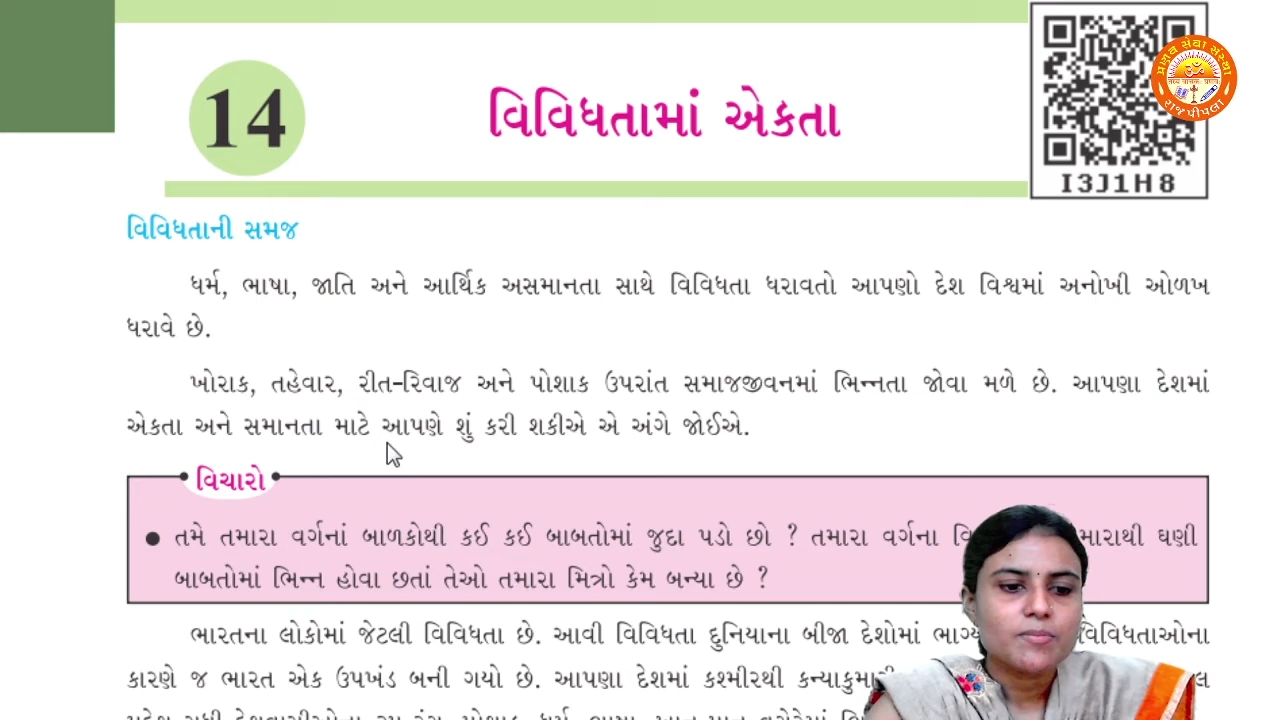 14
વિવિધતામાં એકતા
પ્રણવ સેવા સંસ્થા
રાજપીપલા
I3J1H8
વિવિધતાની સમજ
ધર્મ, ભાષા, જાતિ અને આર્થિક અસમાનતા સાથે વિવિધતા ધરાવતો આપણો દેશ વિશ્વમાં અનોખી ઓળખ
ધરાવે છે.
ખોરાક, તહેવાર, રીત-રિવાજ અને પોશાક ઉપરાંત સમાજજીવનમાં ભિન્નતા જોવા મળે છે. આપણા દેશમાં
એકતા અને સમાનતા માટે આપણે શું કરી શકીએ એ અંગે જોઈએ.
વિચારો
● તમે તમારા વર્ગનાં બાળકોથી કઈ કઈ બાબતોમાં જુદા પડો છો ? તમારા વર્ગના ઘણી
બાબતોમાં ભિન્ન હોવા છતાં તેઓ તમારા મિત્રો કેમ બન્યા છે ?
ભારતના લોકોમાં જેટલી વિવિધતા છે. આવી વિવિધતા દુનિયાના બીજા દેશોમાં વિવિધતાઓના
કારણે જ ભારત એક ઉપખંડ બની ગયો છે. આપણા દેશમાં કશ્મીરથી